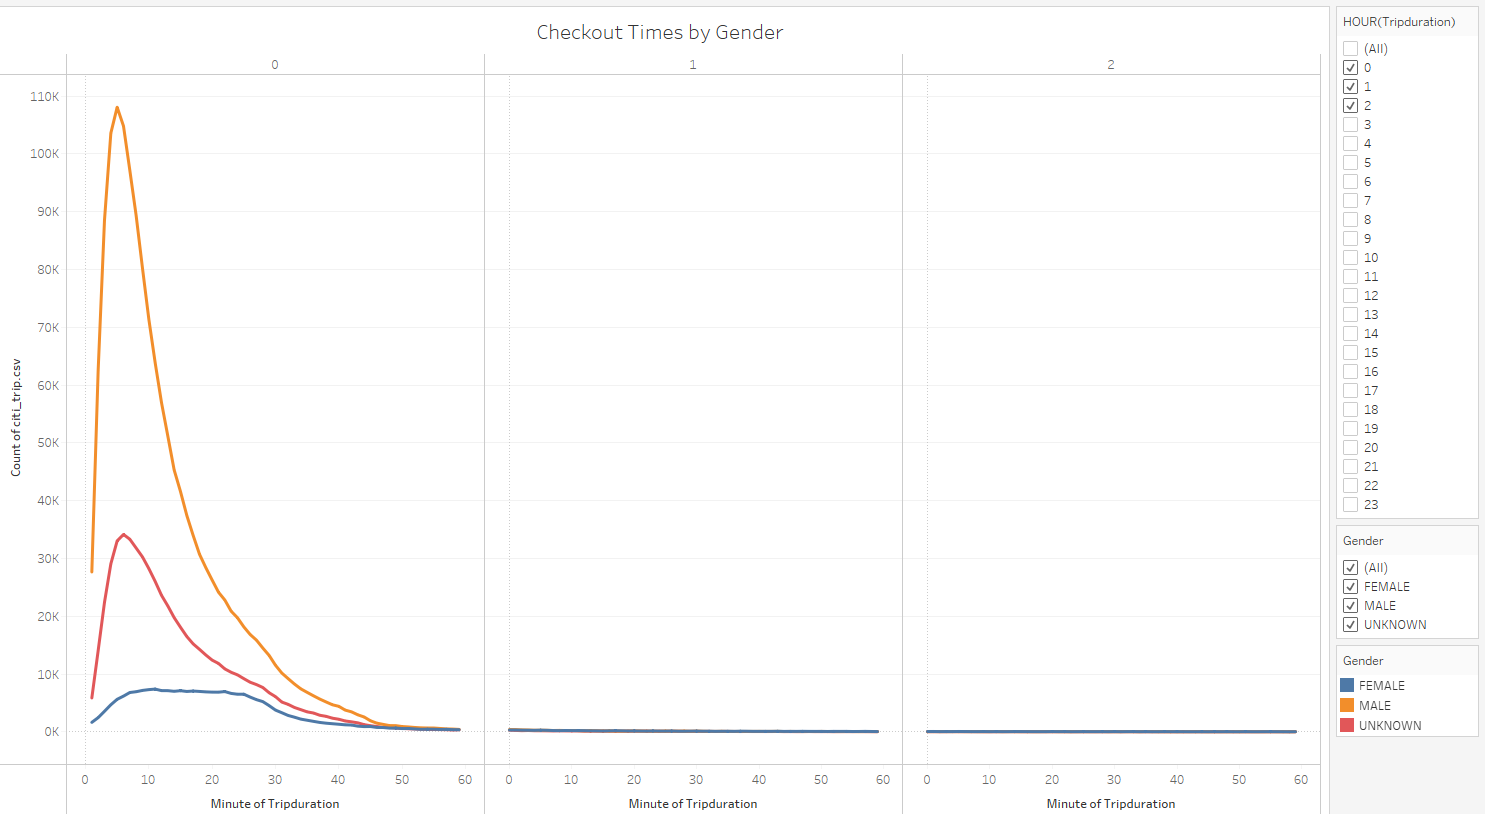 Checkout Times by Gender
0 1 2
110K
100K
90K
80K
70K
60K
50K
40K
30K
20K
10K
0K
Count of citi_trip.csv
0 10 20 30 40 50 60 0 10 20 30 40 50 60 0 10 20 30 40 50 60
Minute of Tripduration Minute of Tripduration Minute of Tripduration
HOUR(Tripduration)
(All)
0
1
2
3
4
5
6
7
8
9
10
11
12
13
14
15
16
17
18
19
20
21
22
23
Gender
(All)
FEMALE
MALE
UNKNOWN
Gender
FEMALE
MALE
UNKNOWN